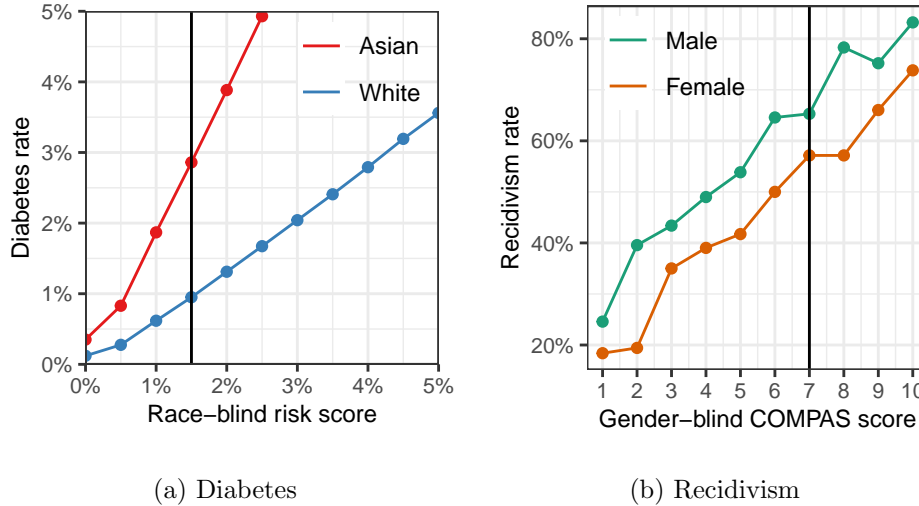 5%
4%
3%
2%
1%
0%
Diabetes rate
Asian
White
0% 1% 2% 3% 4% 5%
Race−blind risk score
(a) Diabetes
80%
60%
40%
20%
Recidivism rate
Male
Female
1 2 3 4 5 6 7 8 9 10
Gender−blind COMPAS score
(b) Recidivism